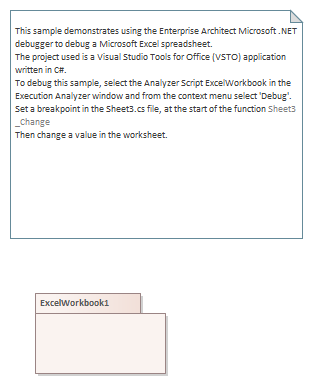 This sample demonstrates using the Enterprise Architect Microsoft .NET
debugger to debug a Microsoft Excel spreadsheet.
The project used is a Visual Studio Tools for Office (VSTO) application
written in C#.
To debug this sample, select the Analyzer Script ExcelWorkbook in the
Execution Analyzer window and from the context menu select 'Debug'.
Set a breakpoint in the Sheet3.cs file, at the start of the function Sheet3
_Change
Then change a value in the worksheet.
ExcelWorkbook1